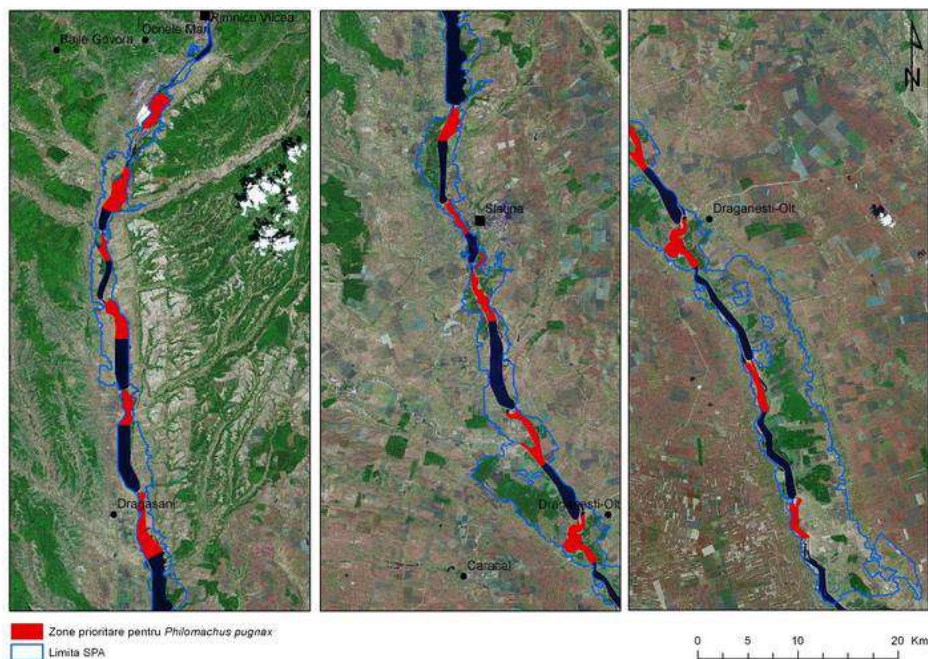 Rimnicu Vilcea
Ocnele Mari
Baile Govora
Dragasani
Slatina
Draganesti-Olt
Caracal
Draganesti-Olt
N
Zone prioritare pentru Philomachus pugnax
Limita SPA
0 5 10 20 Km